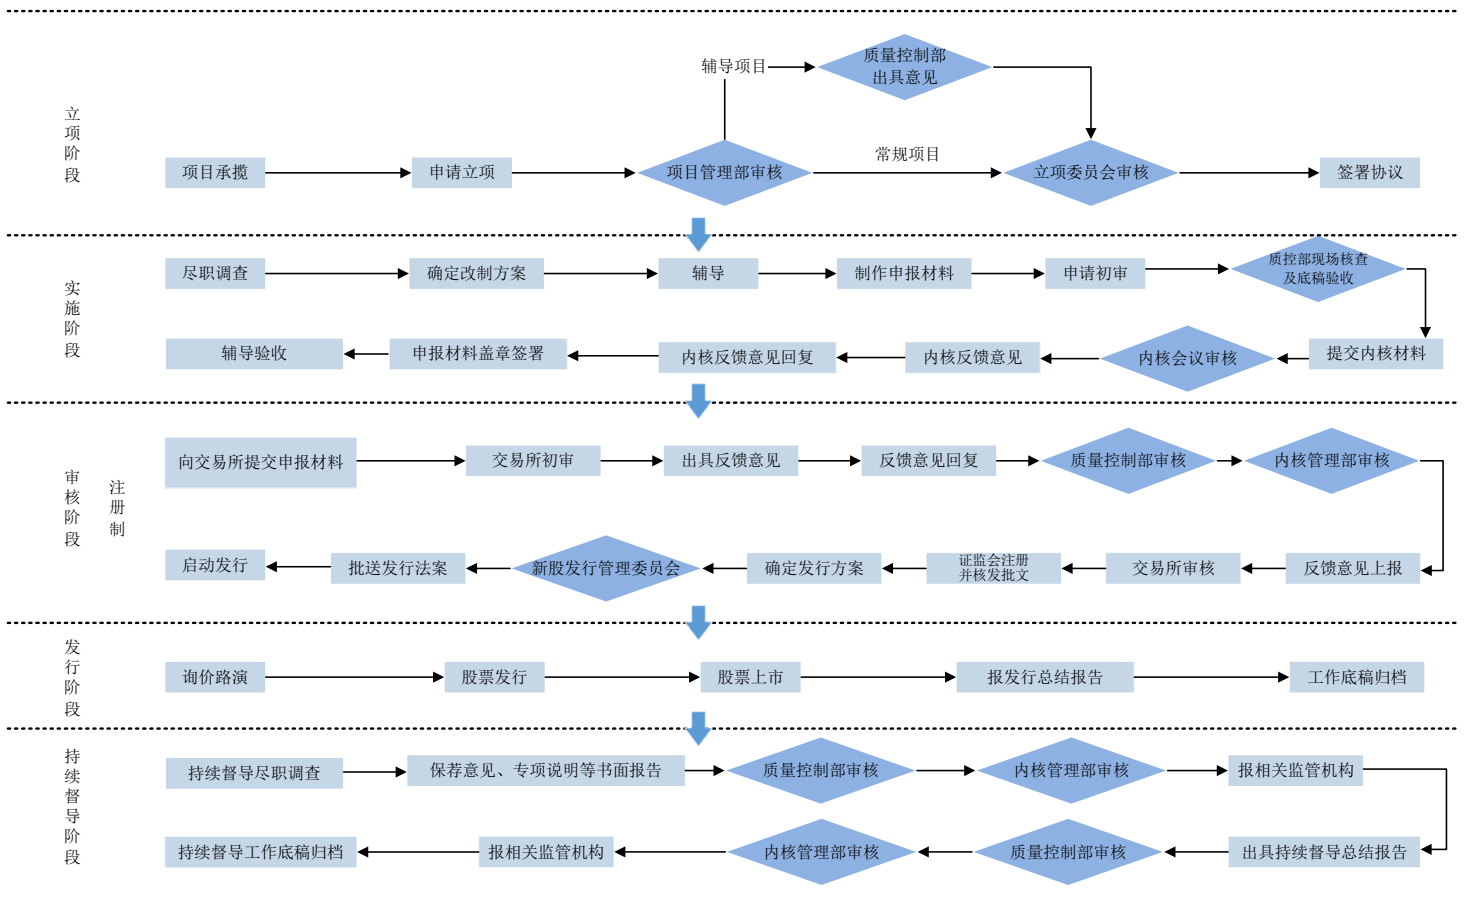 立项阶段
辅导项目
质量控制部
出具意见
项目承揽
申请立项
项目管理部审核
常规项目
立项委员会审核
签署协议
实施阶段
尽职调查
确定改制方案
辅导
制作申报材料
申请初审
质控部现场核查
及底稿验收
提交内核材料
内核会议审核
内核反馈意见
内核反馈意见回复
申报材料盖章签署
辅导验收
审核阶段
注册制
向交易所提交申报材料
交易所初审
出具反馈意见
反馈意见回复
质量控制部审核
内核管理部审核
反馈意见上报
交易所审核
证监会注册
并核发批文
确定发行方案
新股发行管理委员会
批送发行法案
启动发行
发行阶段
询价路演
股票发行
股票上市
报发行总结报告
工作底稿归档
持续督导阶段
持续督导尽职调查
保荐意见、专项说明等书面报告
质量控制部审核
内核管理部审核
报相关监管机构
出具持续督导总结报告
质量控制部审核
内核管理部审核
报相关监管机构
持续督导工作底稿归档